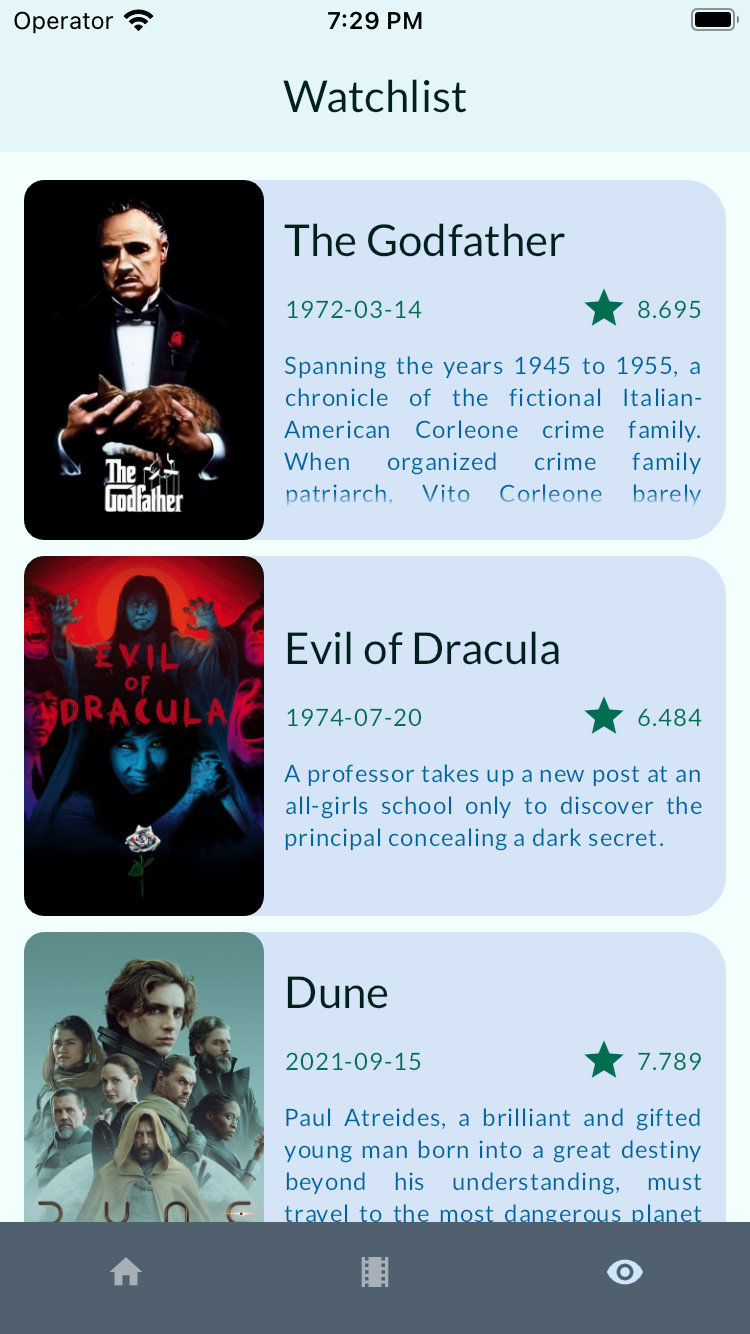 Operator
7:29 PM
Watchlist
The Godfather
1972-03-14
8.695
Spanning the years 1945 to 1955, a
chronicle of the fictional Italian-
American Corleone crime family.
When organized crime family
patriarch, Vito Corleone barely
The
Godfather
Evil of Dracula
1974-07-20
6.484
A professor takes up a new post at an
all-girls school only to discover the
principal concealing a dark secret.
EVIL
OF
DRACULA
Dune
2021-09-15
7.789
Paul Atreides, a brilliant and gifted
young man born into a great destiny
beyond his understanding, must
travel to the most dangerous planet
DUNE